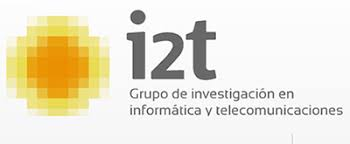 i2t
Grupo de investigación en
informática y telecomunicaciones